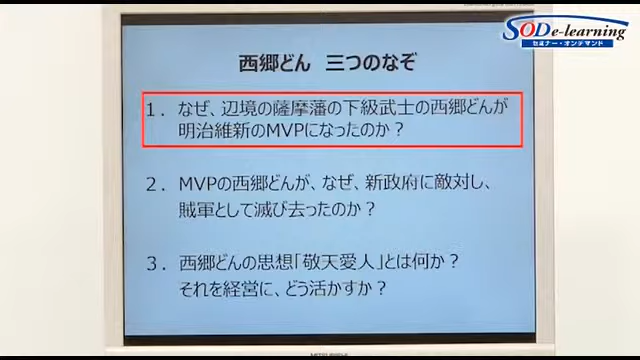 SOD e-learning
セミナー・オンデマンド
西郷どん 三つのなぞ
1. なぜ、辺境の薩摩藩の下級武士の西郷どんが
明治維新のMVPになったのか？
2. MVPの西郷どんが、なぜ、新政府に敵対し、
賊軍として滅び去ったのか？
3. 西郷どんの思想「敬天愛人」とは何か？
それを経営に、どう活かすか？
MITSUBISHI